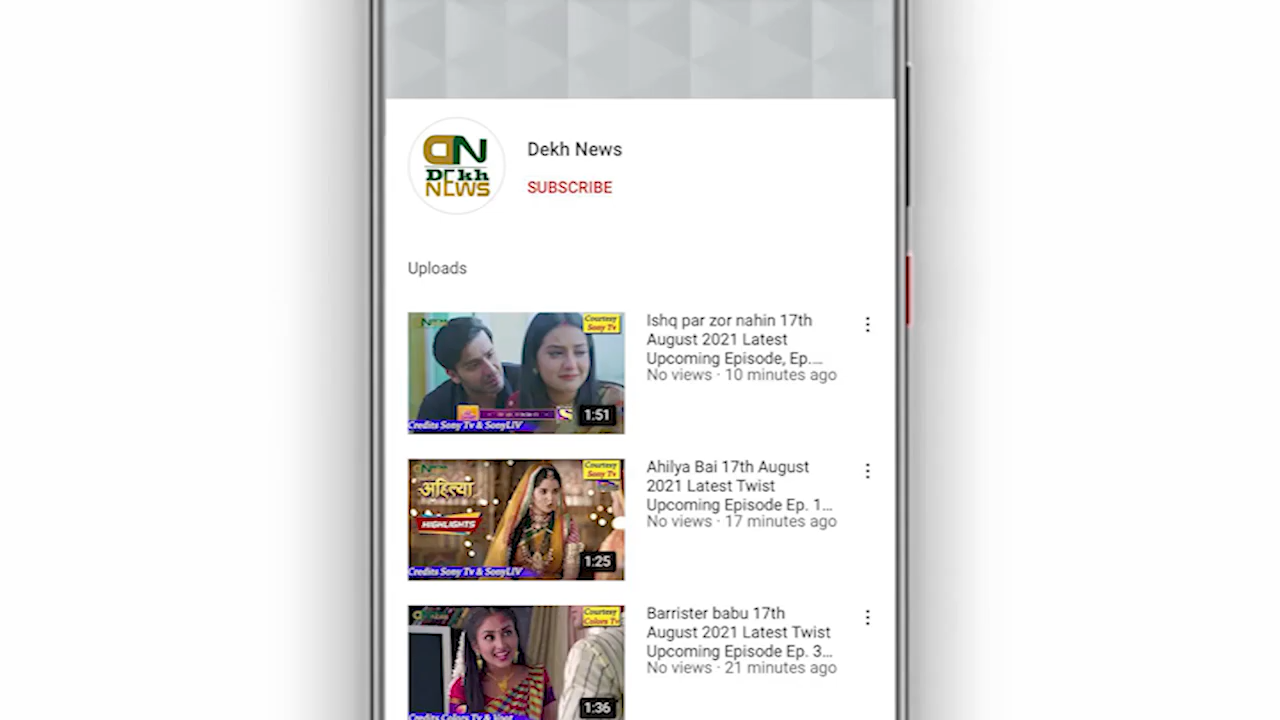 DN
Dekh
NEWS
Dekh News
SUBSCRIBE
Uploads
Courtesy
Sony Tv
Credits Sony Tv & SonyLIV
1:51
Ishq par zor nahin 17th
August 2021 Latest
Upcoming Episode, Ep....
No views · 10 minutes ago
Courtesy
Sony Tv
अहिल्या
HIGHLIGHTS
Credits Sony Tv & SonyLIV
1:25
Ahilya Bai 17th August
2021 Latest Twist
Upcoming Episode Ep. 1...
No views · 17 minutes ago
Courtesy
Colors Tv
Credits Colors Tv & Voot
1:36
Barrister babu 17th
August 2021 Latest Twist
Upcoming Episode Ep. 3...
No views · 21 minutes ago